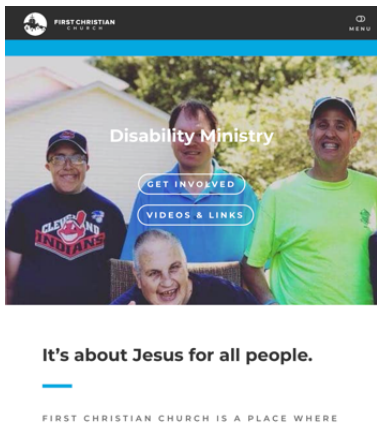 FIRST CHRISTIAN
CHURCH
MENU
Disability Ministry
GET INVOLVED
VIDEOS & LINKS
CLEVELAND
INDIANS
It's about Jesus for all people.
FIRST CHRISTIAN CHURCH IS A PLACE WHERE